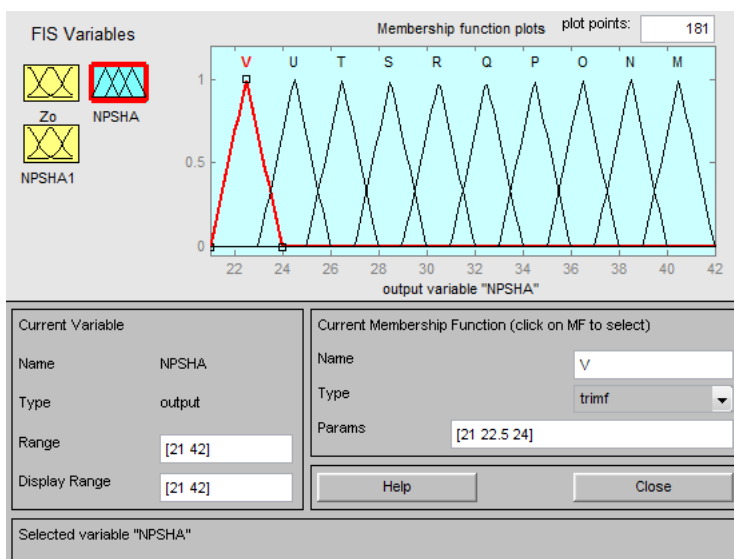 FIS Variables
Membership function plots plot points: 181
Zo NPSHA
NPSHA1
V U T S R Q P O N M
1
0.5
0
22 24 26 28 30 32 34 36 38 40 42
output variable "NPSHA"
Current Variable
Name NPSHA
Type output
Range [21 42]
Display Range [21 42]
Current Membership Function (click on MF to select)
Name V
Type trimf
Params [21 22.5 24]
Help Close
Selected variable "NPSHA"